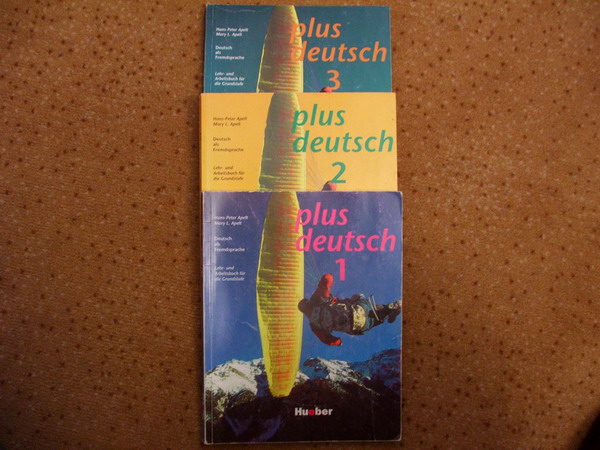 Hans-Peter Apelt
Mary L. Apelt
Deutsch
als
Fremdsprache
Lehr- und
Arbeitsbuch für
die Grundstufe
plus
deutsch
3
Hans-Peter Apelt
Mary L. Apelt
Deutsch
als
Fremdsprache
Lehr- und
Arbeitsbuch für
die Grundstufe
plus
deutsch
2
Hans-Peter Apelt
Mary L. Apelt
Deutsch
als
Fremdsprache
Lehr- und
Arbeitsbuch für
die Grundstufe
plus
deutsch
1
Hueber